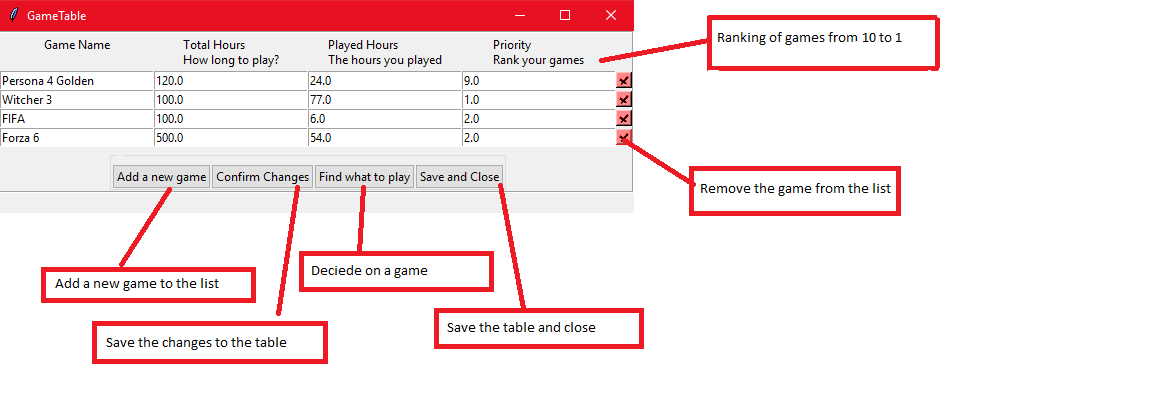 GameTable
Game Name Total Hours Played Hours Priority
How long to play? The hours you played Rank your games
Ranking of games from 10 to 1
Persona 4 Golden 120.0 24.0 9.0
Witcher 3 100.0 77.0 1.0
FIFA 100.0 6.0 2.0
Forza 6 500.0 54.0 2.0
Add a new game Confirm Changes Find what to play Save and Close
Remove the game from the list
Deciede on a game
Add a new game to the list
Save the table and close
Save the changes to the table